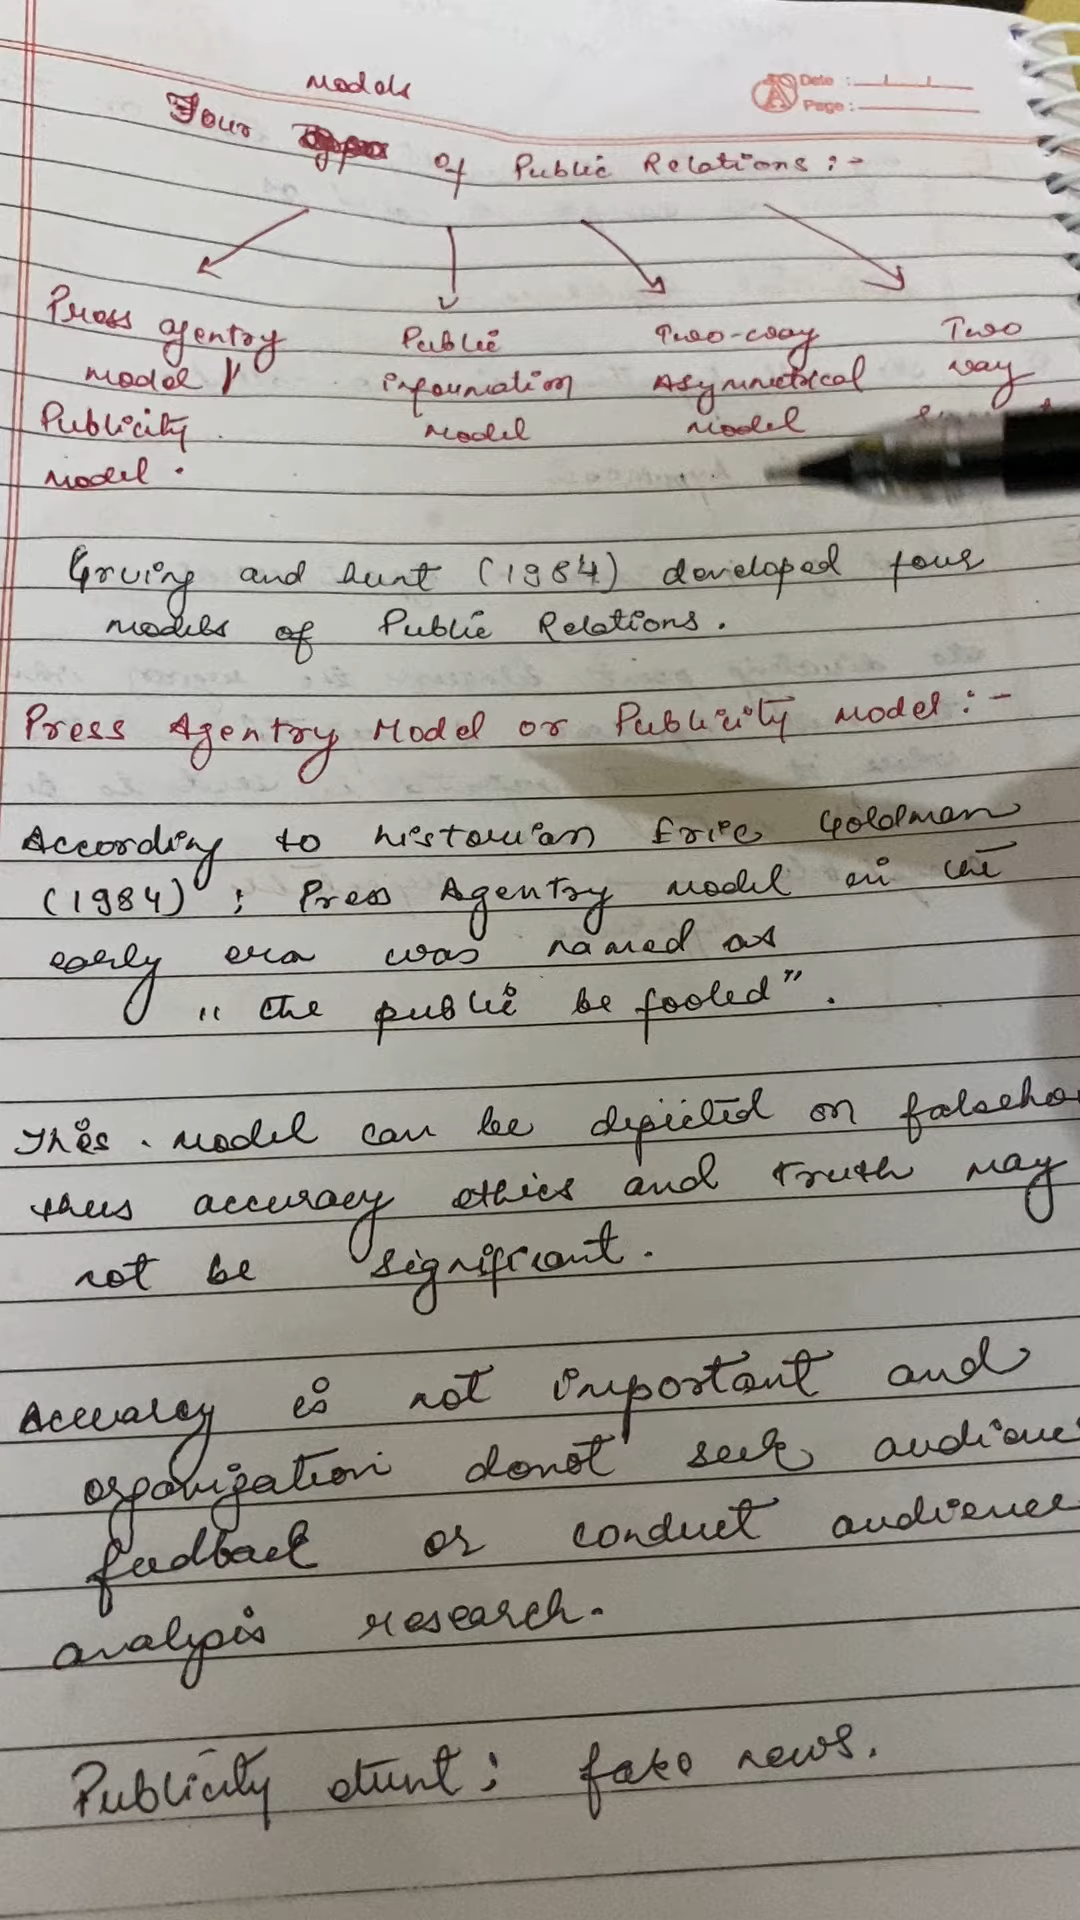 Date :
Page :
models
Four of Public Relations : -
Press agentry
model /
Publicity
model .
Public
information
model
Two-way
Asymmetrical
model
Two
way
Gruing and hunt (1984) developed four
models of Public Relations.
Press Agentry Model or Publicity model : -
According to historian Eric Goldman
(1984) ; Press Agentry model in the
early era was named as
" the public be fooled" .
This . model can be depicted on falseho
thus accuracy ethics and truth may
not be significant .
Accuracy is not important and
organization donot seek audience
feedback or conduct audience
analysis research .
Publicity stunt : fake news .